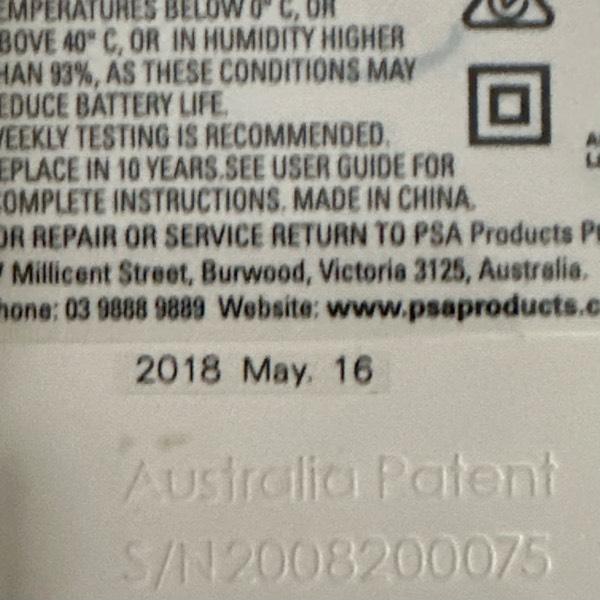 EMPERATURES BELOW 0° C, OR
BOVE 40° C, OR IN HUMIDITY HIGHER
HAN 93%, AS THESE CONDITIONS MAY
EDUCE BATTERY LIFE.
EEKLY TESTING IS RECOMMENDED.
EPLACE IN 10 YEARS.SEE USER GUIDE FOR
COMPLETE INSTRUCTIONS. MADE IN CHINA.
OR REPAIR OR SERVICE RETURN TO PSA Products P
7 Millicent Street, Burwood, Victoria 3125, Australia.
hone: 03 9888 9889 Website: www.psaproducts.c
2018 May. 16
Australia Patent
S/N2008200075